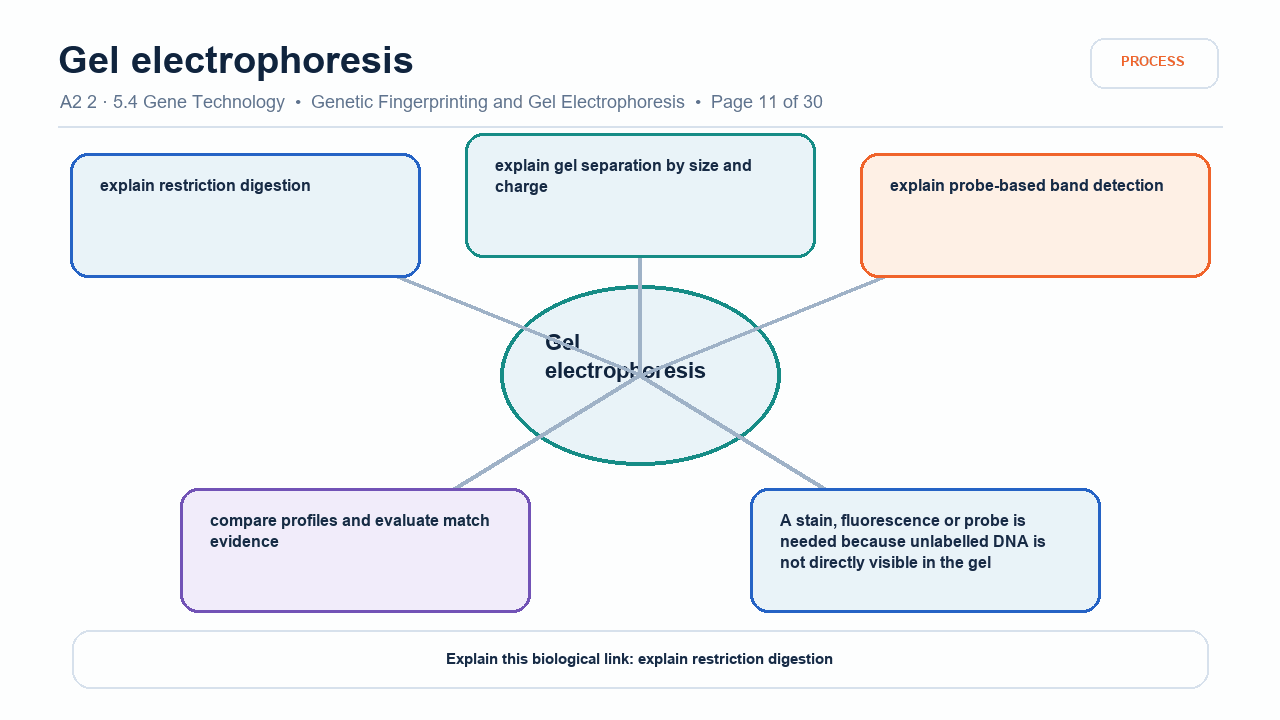 Gel electrophoresis
PROCESS
A2 2 · 5.4 Gene Technology • Genetic Fingerprinting and Gel Electrophoresis • Page 11 of 30
explain restriction digestion
explain gel separation by size and
charge
explain probe-based band detection
Gel
electrophoresis
compare profiles and evaluate match
evidence
A stain, fluorescence or probe is
needed because unlabelled DNA is
not directly visible in the gel
Explain this biological link: explain restriction digestion